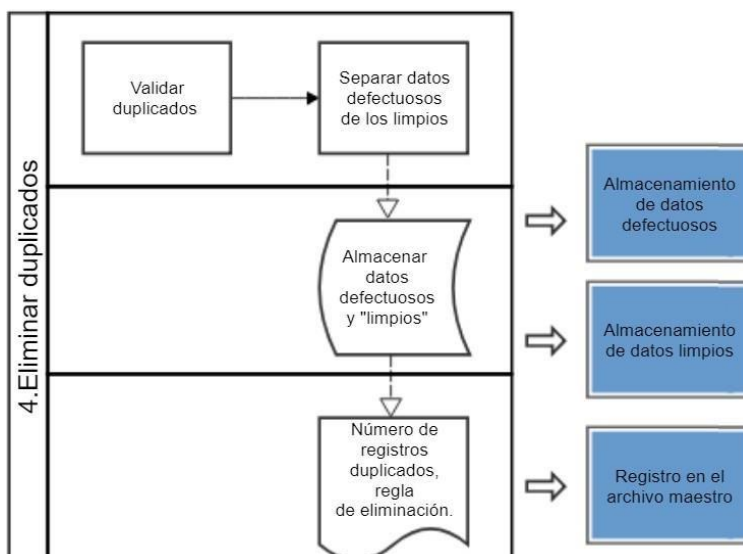 4.Eliminar duplicados
Validar
duplicados
Separar datos
defectuosos
de los limpios
Almacenar
datos
defectuosos
y "limpios"
Número de
registros
duplicados,
regla
de eliminación.
Almacenamiento
de datos
defectuosos
Almacenamiento
de datos limpios
Registro en el
archivo maestro